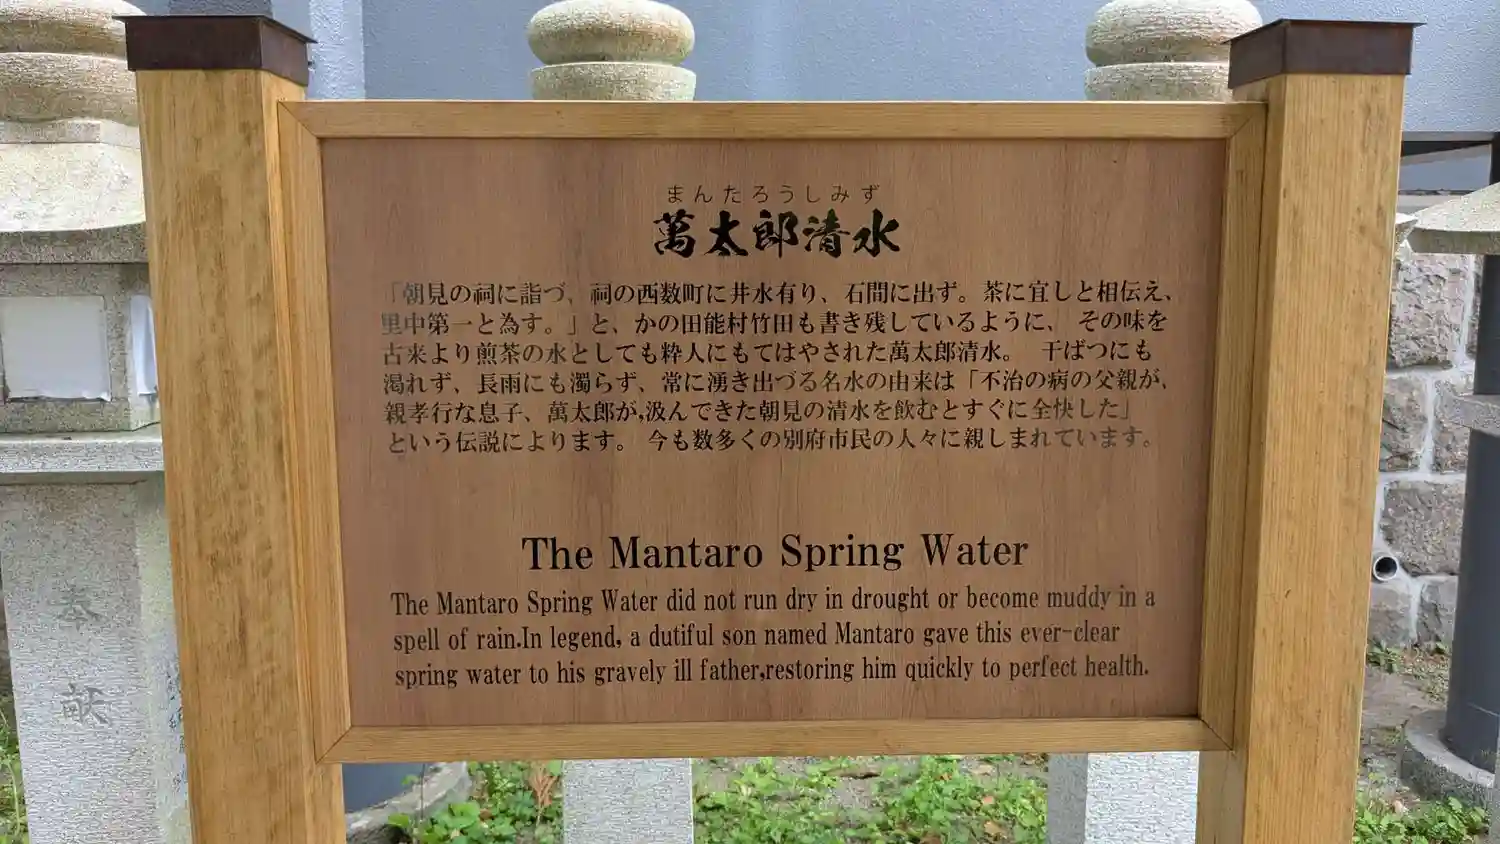 まんたろうしみず
萬太郎清水
「朝見の祠に詣づ、祠の西数町に井水有り、石間に出ず。茶に宜しと相伝え、
里中第一と為す。」と、かの田能村竹田も書き残しているように、 その味を
古来より煎茶の水としても粋人にもてはやされた萬太郎清水。 干ばつにも
渇れず、長雨にも濁らず、常に湧き出づる名水の由来は「不治の病の父親が、
親孝行な息子、萬太郎が,汲んできた朝見の清水を飲むとすぐに全快した」
という伝説によります。 今も数多くの別府市民の人々に親しまれています。
The Mantaro Spring Water
The Mantaro Spring Water did not run dry in drought or become muddy in a
spell of rain.In legend, a dutiful son named Mantaro gave this ever-clear
spring water to his gravely ill father,restoring him quickly to perfect health.
奉
献